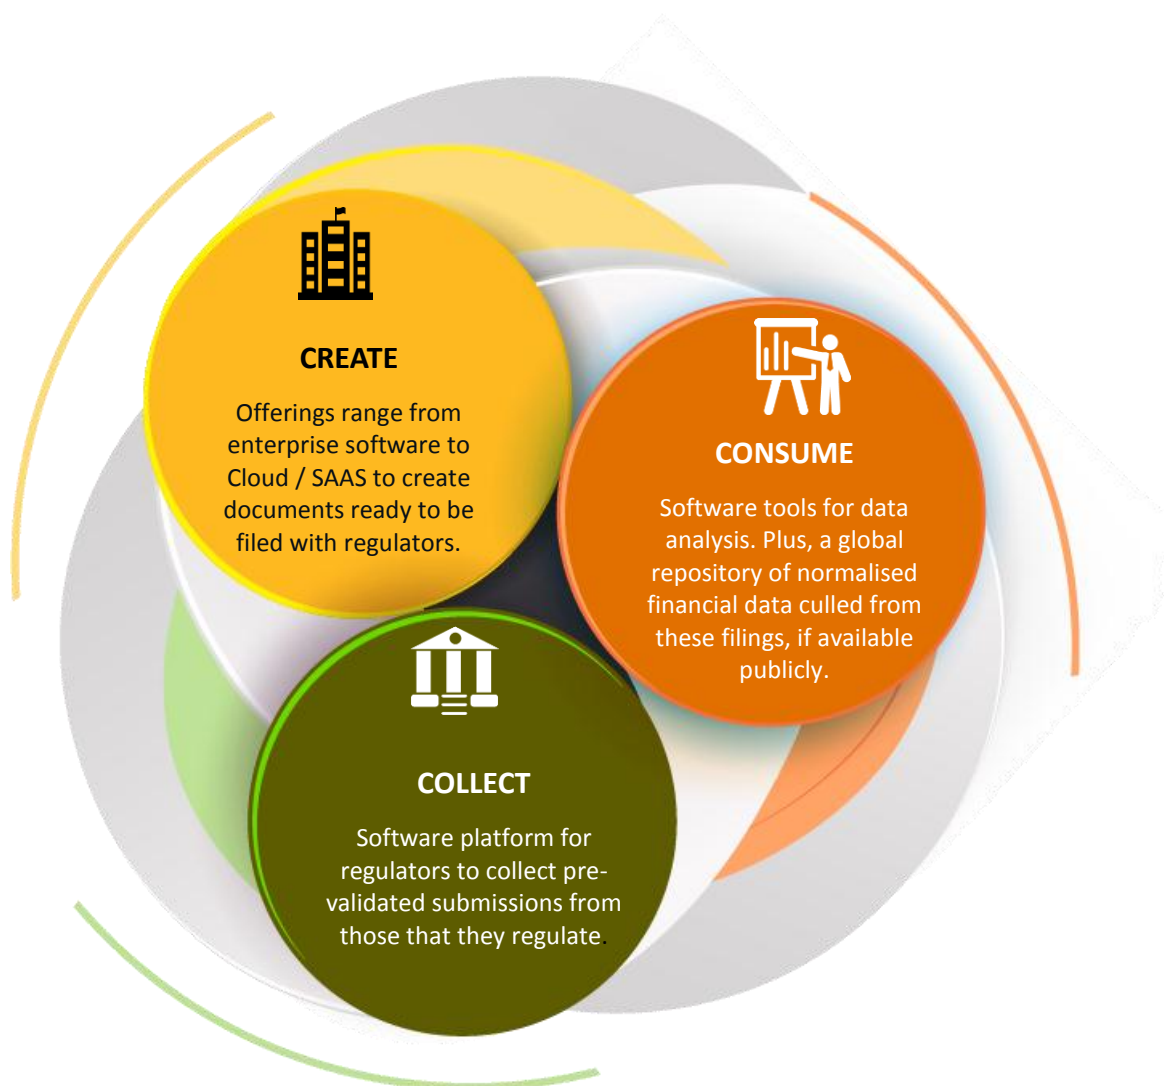 CREATE
Offerings range from
enterprise software to
Cloud / SAAS to create
documents ready to be
filed with regulators.
CONSUME
Software tools for data
analysis. Plus, a global
repository of normalised
financial data culled from
these filings, if available
publicly.
COLLECT
Software platform for
regulators to collect pre-
validated submissions from
those that they regulate.